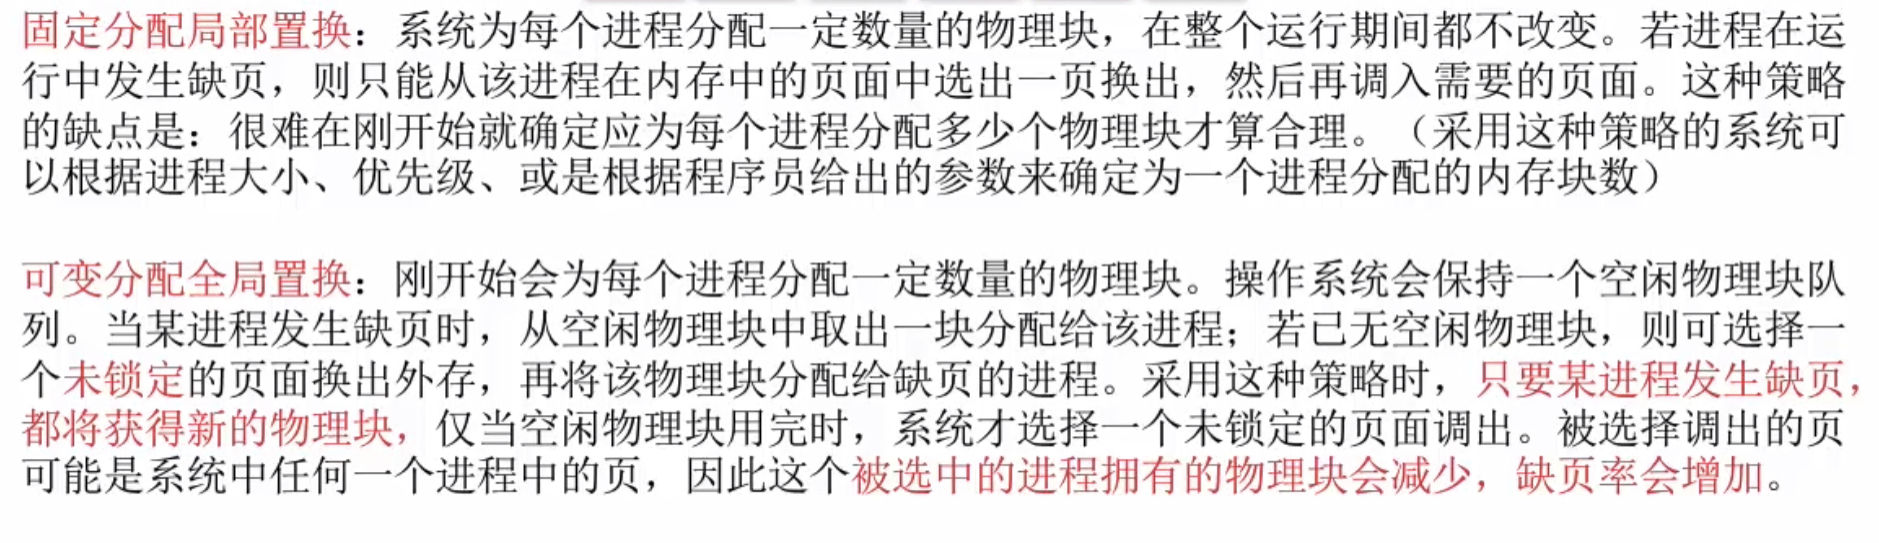 固定分配局部置换：系统为每个进程分配一定数量的物理块，在整个运行期间都不改变。若进程在运
行中发生缺页，则只能从该进程在内存中的页面中选出一页换出，然后再调入需要的页面。这种策略
的缺点是：很难在刚开始就确定应为每个进程分配多少个物理块才算合理。（采用这种策略的系统可
以根据进程大小、优先级、或是根据程序员给出的参数来确定为一个进程分配的内存块数）
可变分配全局置换：刚开始会为每个进程分配一定数量的物理块。操作系统会保持一个空闲物理块队
列。当某进程发生缺页时，从空闲物理块中取出一块分配给该进程；若已无空闲物理块，则可选择一
个未锁定的页面换出外存，再将该物理块分配给缺页的进程。采用这种策略时，只要某进程发生缺页，
都将获得新的物理块，仅当空闲物理块用完时，系统才选择一个未锁定的页面调出。被选择调出的页
可能是系统中任何一个进程中的页，因此这个被选中的进程拥有的物理块会减少，缺页率会增加。